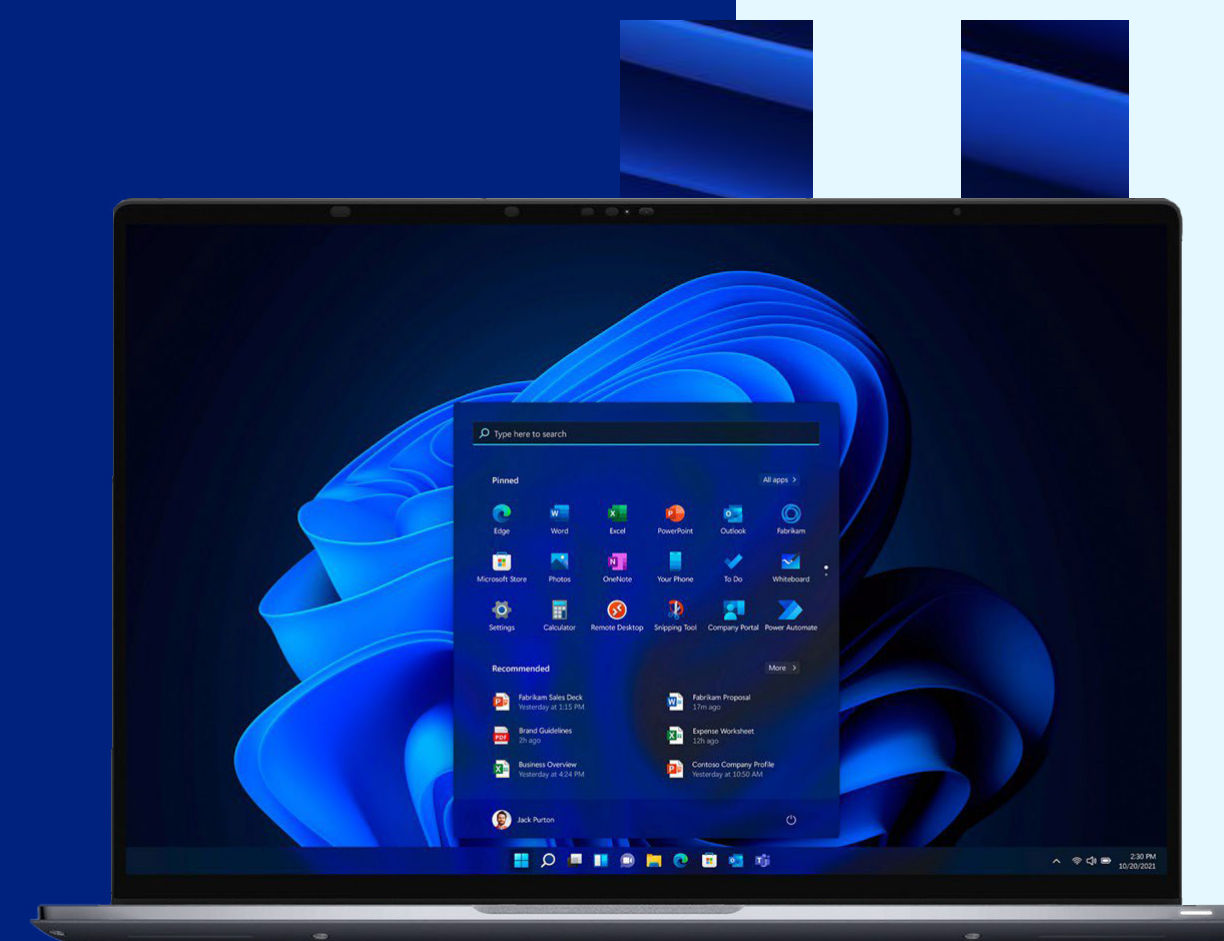 Type here to search
Pinned
All apps >
Edge
Word
Excel
PowerPoint
Outlook
Fabrikam
Microsoft Store
Photos
OneNote
Your Phone
To Do
Whiteboard
Settings
Calculator
Remote Desktop
Snipping Tool
Company Portal
Power Automate
Recommended
More >
Fabrikam Sales Deck
Yesterday at 1:15 PM
Fabrikam Proposal
17m ago
Brand Guidelines
2h ago
Expense Worksheet
12h ago
Business Overview
Yesterday at 4:24 PM
Contoso Company Profile
Yesterday at 10:50 AM
Jack Purton
2:30 PM
10/20/2021